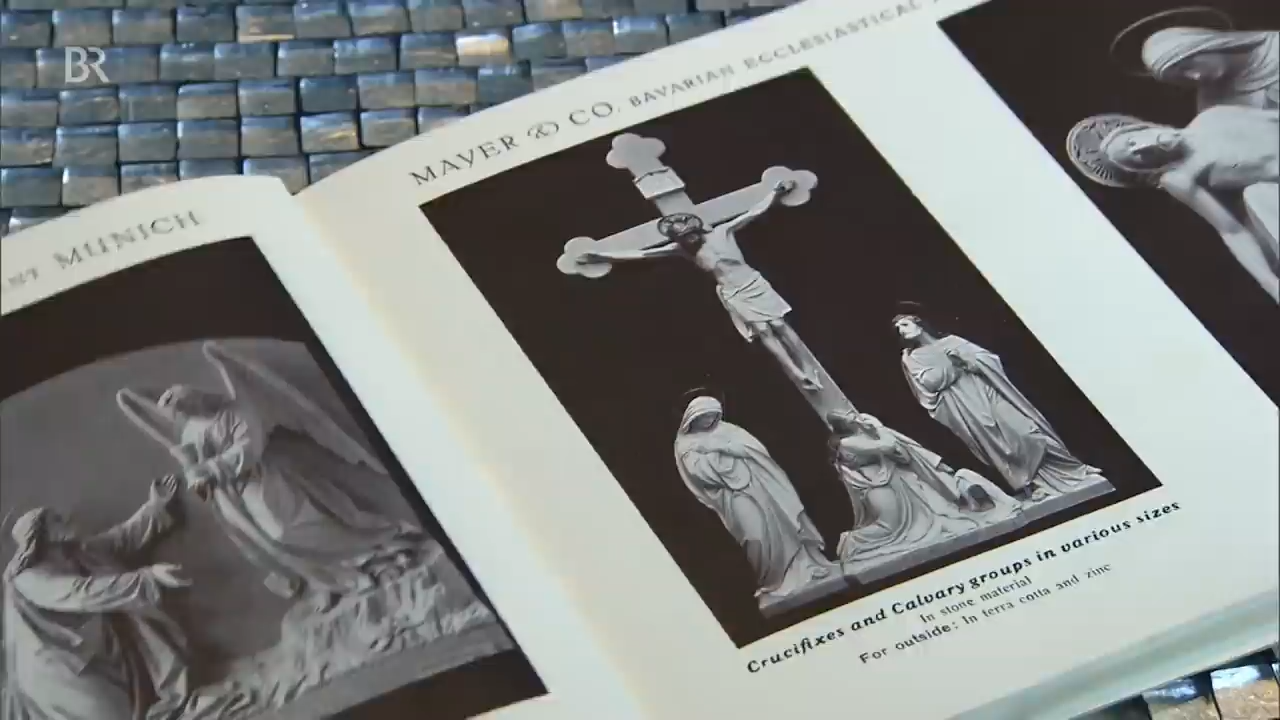 BR
MUNICH
MAYER & CO. BAVARIAN ECCLESIASTICAL
Crucifixes and Calvary groups in various sizes
In stone material
For outside: In terra cotta and zinc